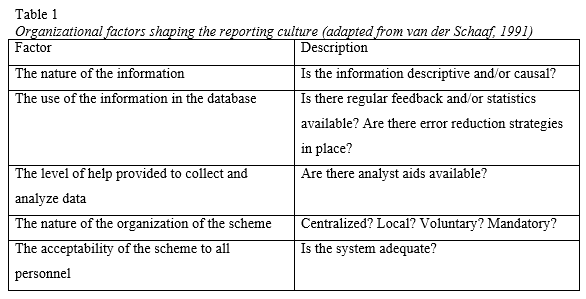 Table 1
Organizational factors shaping the reporting culture (adapted from van der Schaaf, 1991)
Factor
Description
The nature of the information
Is the information descriptive and/or causal?
The use of the information in the database
Is there regular feedback and/or statistics
available? Are there error reduction strategies
in place?
The level of help provided to collect and
analyze data
Are there analyst aids available?
The nature of the organization of the scheme
Centralized? Local? Voluntary? Mandatory?
The acceptability of the scheme to all
personnel
Is the system adequate?